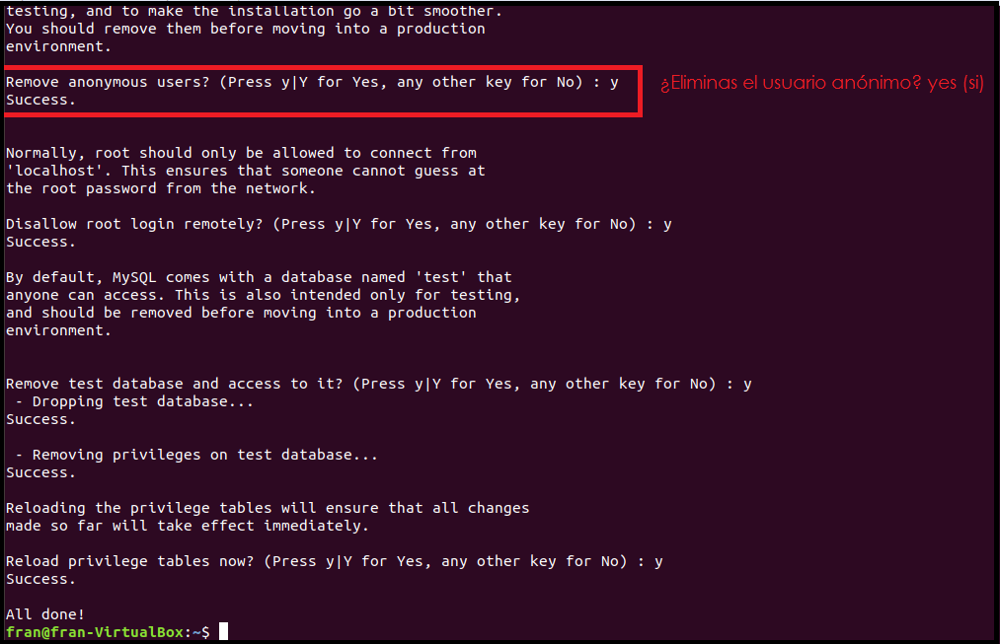 testing, and to make the installation go a bit smoother.
You should remove them before moving into a production
environment.
Remove anonymous users? (Press y|Y for Yes, any other key for No) : y
¿Eliminas el usuario anónimo? yes (si)
Success.
Normally, root should only be allowed to connect from
'localhost'. This ensures that someone cannot guess at
the root password from the network.
Disallow root login remotely? (Press y|Y for Yes, any other key for No) : y
Success.
By default, MySQL comes with a database named 'test' that
anyone can access. This is also intended only for testing,
and should be removed before moving into a production
environment.
Remove test database and access to it? (Press y|Y for Yes, any other key for No) : y
- Dropping test database...
Success.
- Removing privileges on test database...
Success.
Reloading the privilege tables will ensure that all changes
made so far will take effect immediately.
Reload privilege tables now? (Press y|Y for Yes, any other key for No) : y
Success.
All done!
fran@fran-VirtualBox:~$